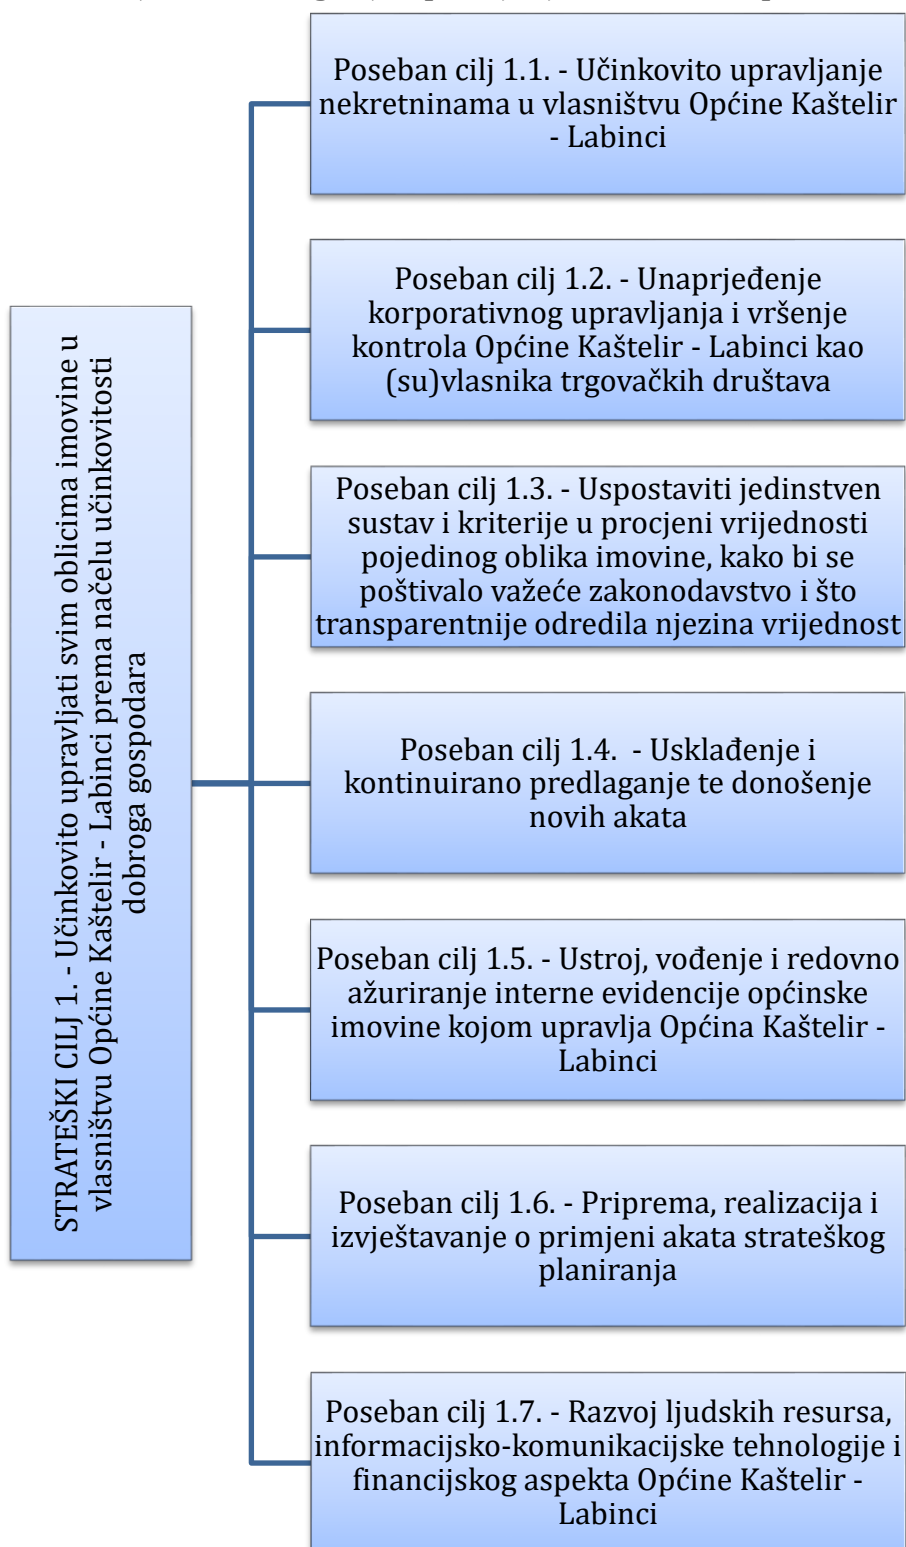 STRATEŠKI CILJ 1. - Učinkovito upravljati svim oblicima imovine u
vlasništvu Općine Kaštelir - Labinci prema načelu učinkovitosti
dobroga gospodara
Poseban cilj 1.1. - Učinkovito upravljanje
nekretninama u vlasništvu Općine Kaštelir
- Labinci
Poseban cilj 1.2. - Unaprjeđenje
korporativnog upravljanja i vršenje
kontrola Općine Kaštelir - Labinci kao
(su)vlasnika trgovačkih društava
Poseban cilj 1.3. - Uspostaviti jedinstven
sustav i kriterije u procjeni vrijednosti
pojedinog oblika imovine, kako bi se
poštivalo važeće zakonodavstvo i što
transparentnije odredila njezina vrijednost
Poseban cilj 1.4. - Usklađenje i
kontinuirano predlaganje te donošenje
novih akata
Poseban cilj 1.5. - Ustroj, vođenje i redovno
ažuriranje interne evidencije općinske
imovine kojom upravlja Općina Kaštelir -
Labinci
Poseban cilj 1.6. - Priprema, realizacija i
izvještavanje o primjeni akata strateškog
planiranja
Poseban cilj 1.7. - Razvoj ljudskih resursa,
informacijsko-komunikacijske tehnologije i
financijskog aspekta Općine Kaštelir -
Labinci